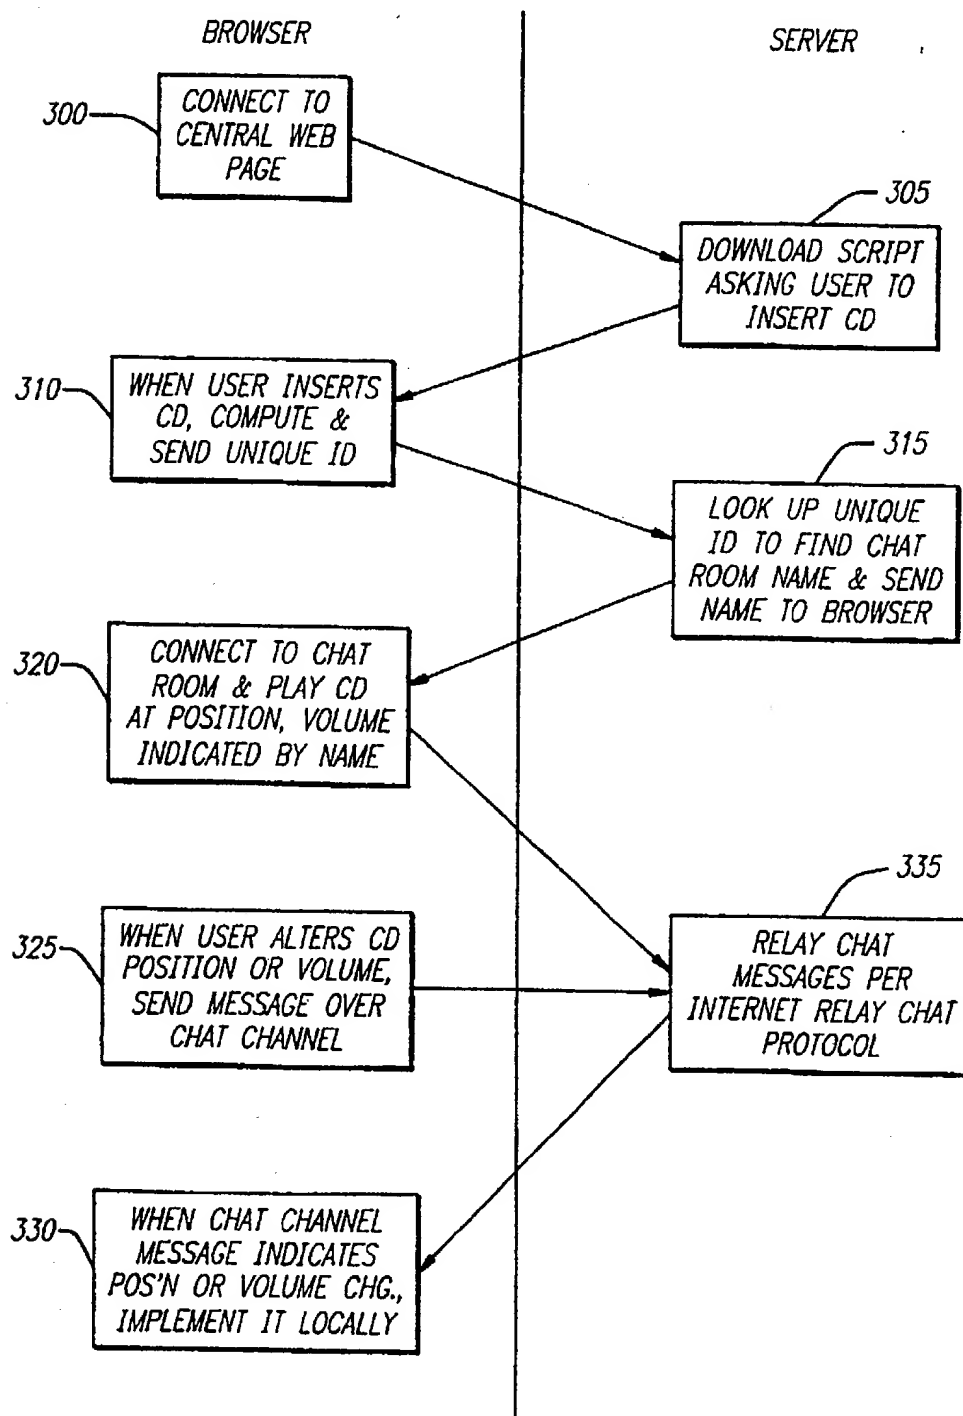 BROWSER
SERVER
300
CONNECT TO
CENTRAL WEB
PAGE
305
DOWNLOAD SCRIPT
ASKING USER TO
INSERT CD
310
WHEN USER INSERTS
CD, COMPUTE &
SEND UNIQUE ID
315
LOOK UP UNIQUE
ID TO FIND CHAT
ROOM NAME & SEND
NAME TO BROWSER
320
CONNECT TO CHAT
ROOM & PLAY CD
AT POSITION, VOLUME
INDICATED BY NAME
335
RELAY CHAT
MESSAGES PER
INTERNET RELAY CHAT
PROTOCOL
325
WHEN USER ALTERS CD
POSITION OR VOLUME,
SEND MESSAGE OVER
CHAT CHANNEL
330
WHEN CHAT CHANNEL
MESSAGE INDICATES
POS'N OR VOLUME CHG.,
IMPLEMENT IT LOCALLY